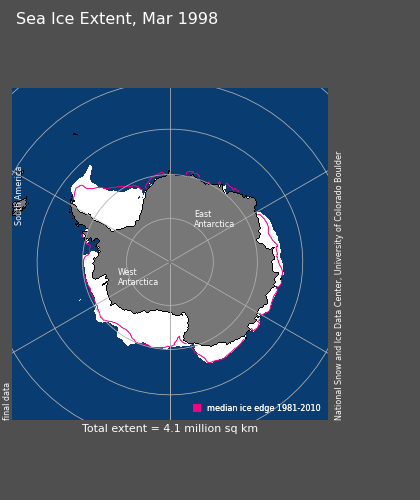 Sea Ice Extent, Mar 1998
South America
East
Antarctica
West
Antarctica
National Snow and Ice Data Center, University of Colorado Boulder
final data
median ice edge 1981-2010
Total extent = 4.1 million sq km